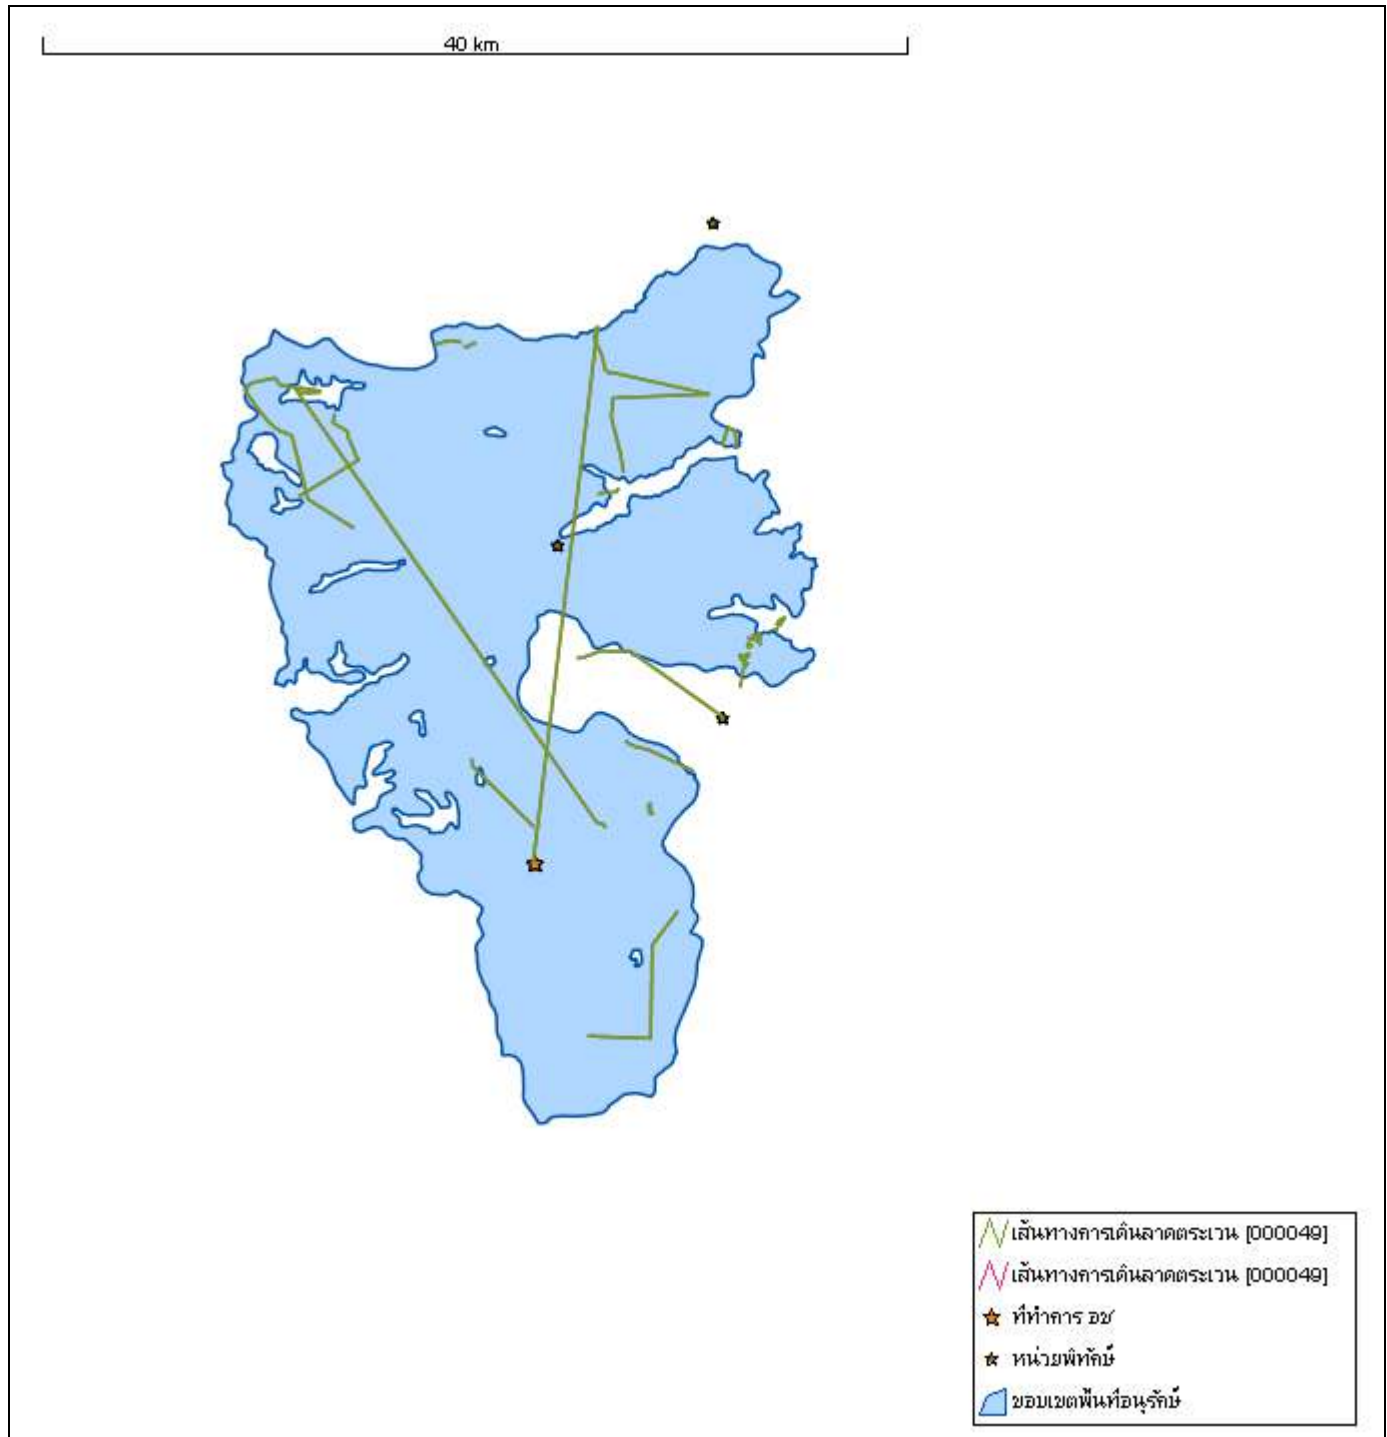 40 km
เส้นทางการเดินลาดตระเวน [000049]
เส้นทางการเดินลาดตระเวน [000049]
ที่ทำการ อช
หน่วยพิทักษ์
ขอบเขตพื้นที่อนุรักษ์